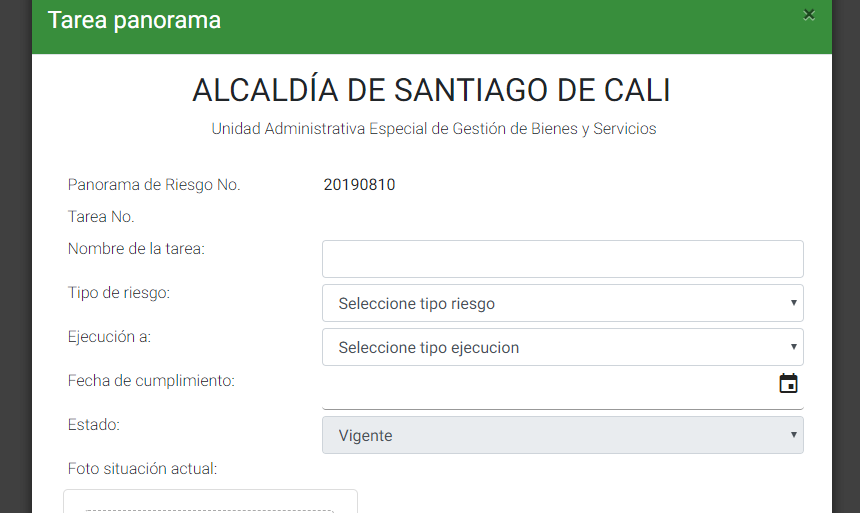 Tarea panorama
×
ALCALDÍA DE SANTIAGO DE CALI
Unidad Administrativa Especial de Gestión de Bienes y Servicios
Panorama de Riesgo No. 20190810
Tarea No.
Nombre de la tarea:
Tipo de riesgo: Seleccione tipo riesgo
Ejecución a: Seleccione tipo ejecucion
Fecha de cumplimiento:
Estado: Vigente
Foto situación actual: